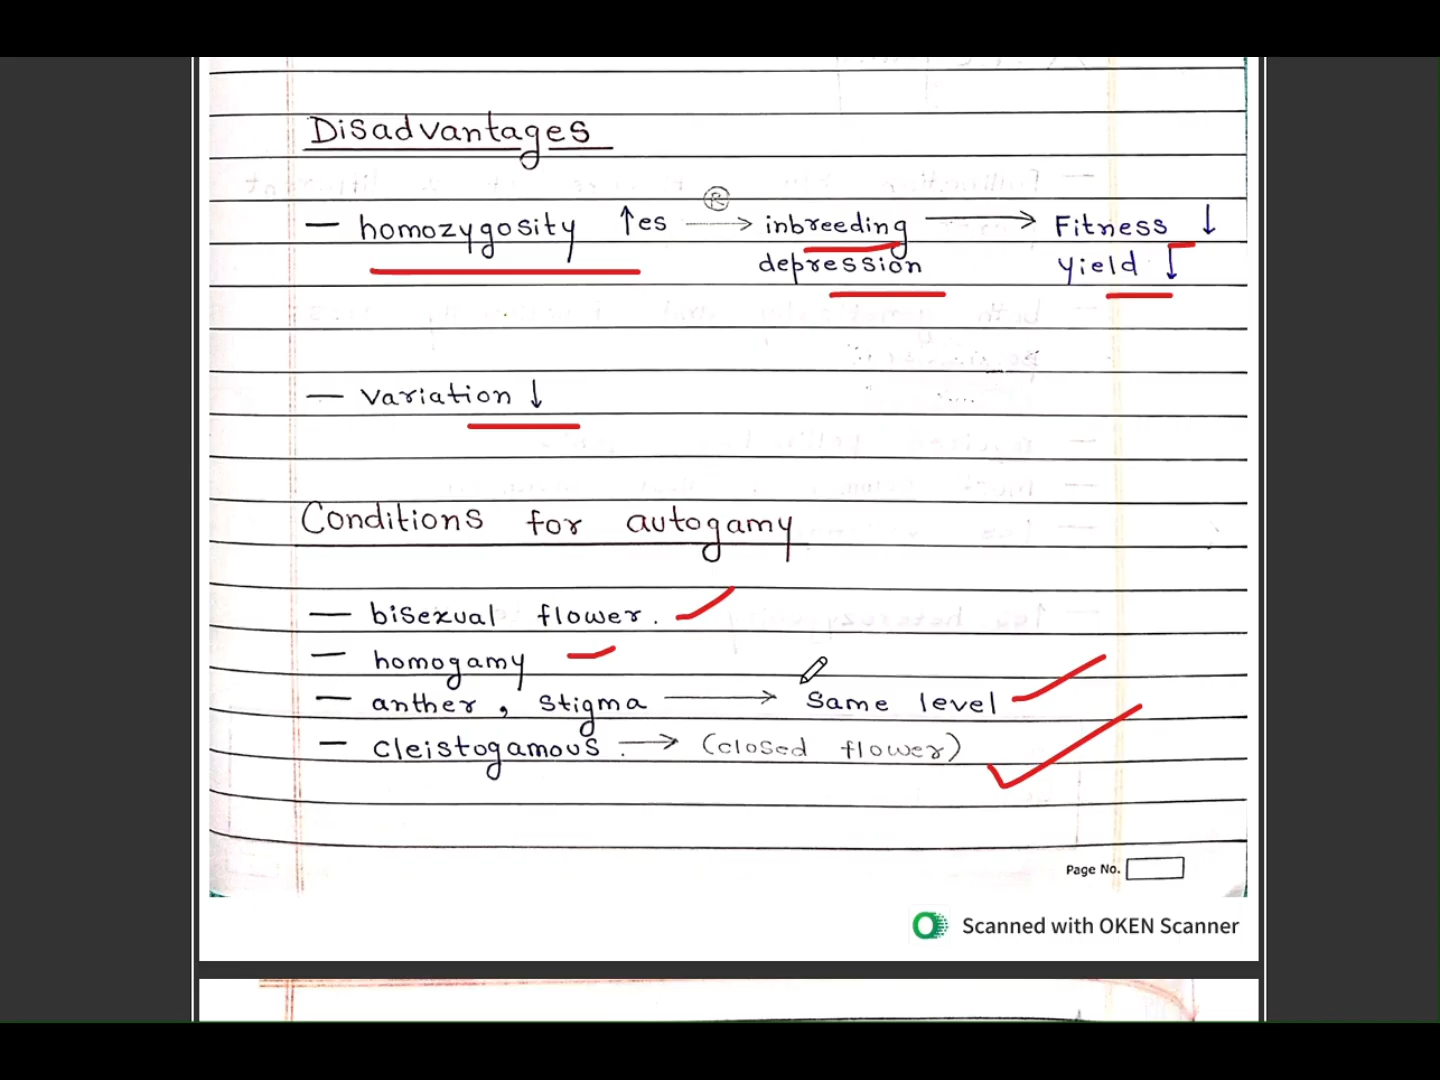 Disadvantages
— homozygosity ↑es ® → inbreeding depression → Fitness ↓ yield ↓
— variation ↓
Conditions for autogamy
— bisexual flower.
— homogamy
— anther, stigma → same level
— cleistogamous → (closed flower)
Page No.
Scanned with OKEN Scanner